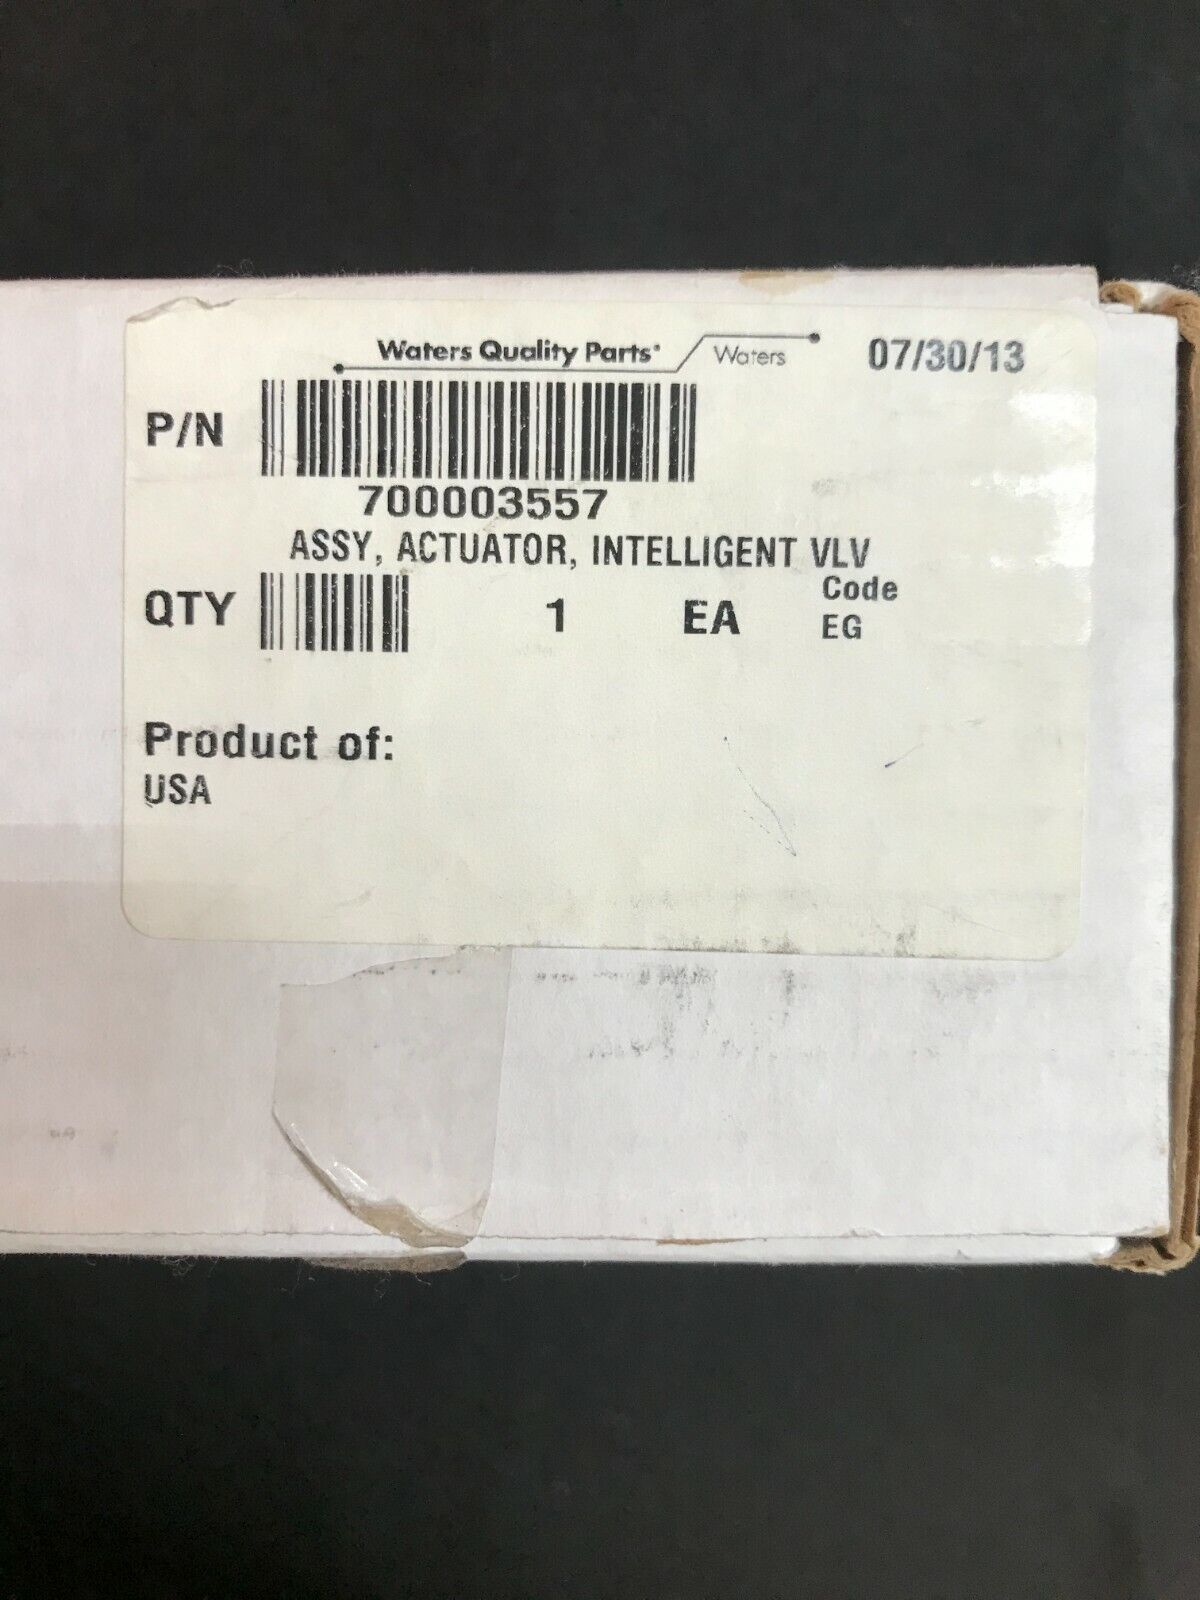 Waters Quality Parts® Waters 07/30/13
P/N
700003557
ASSY, ACTUATOR, INTELLIGENT VLV
QTY 1 EA Code
EG
Product of:
USA